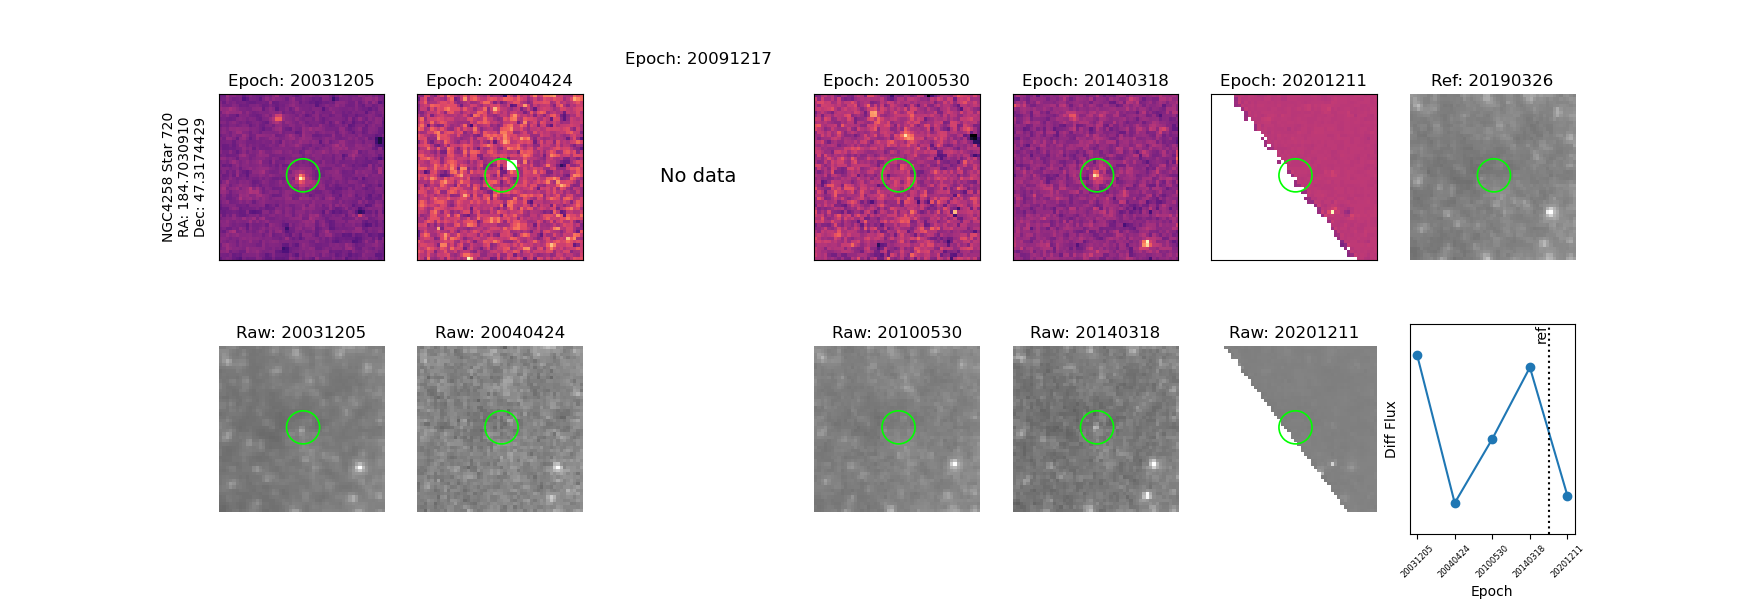 Epoch: 20091217
Epoch: 20031205
Epoch: 20040424
Epoch: 20100530
Epoch: 20140318
Epoch: 20201211
Ref: 20190326
NGC4258 Star 720
RA: 184.7030910
Dec: 47.3174429
No data
Raw: 20031205
Raw: 20040424
Raw: 20100530
Raw: 20140318
Raw: 20201211
ref
Diff Flux
20031205
20040424
20100530
20140318
20201211
Epoch